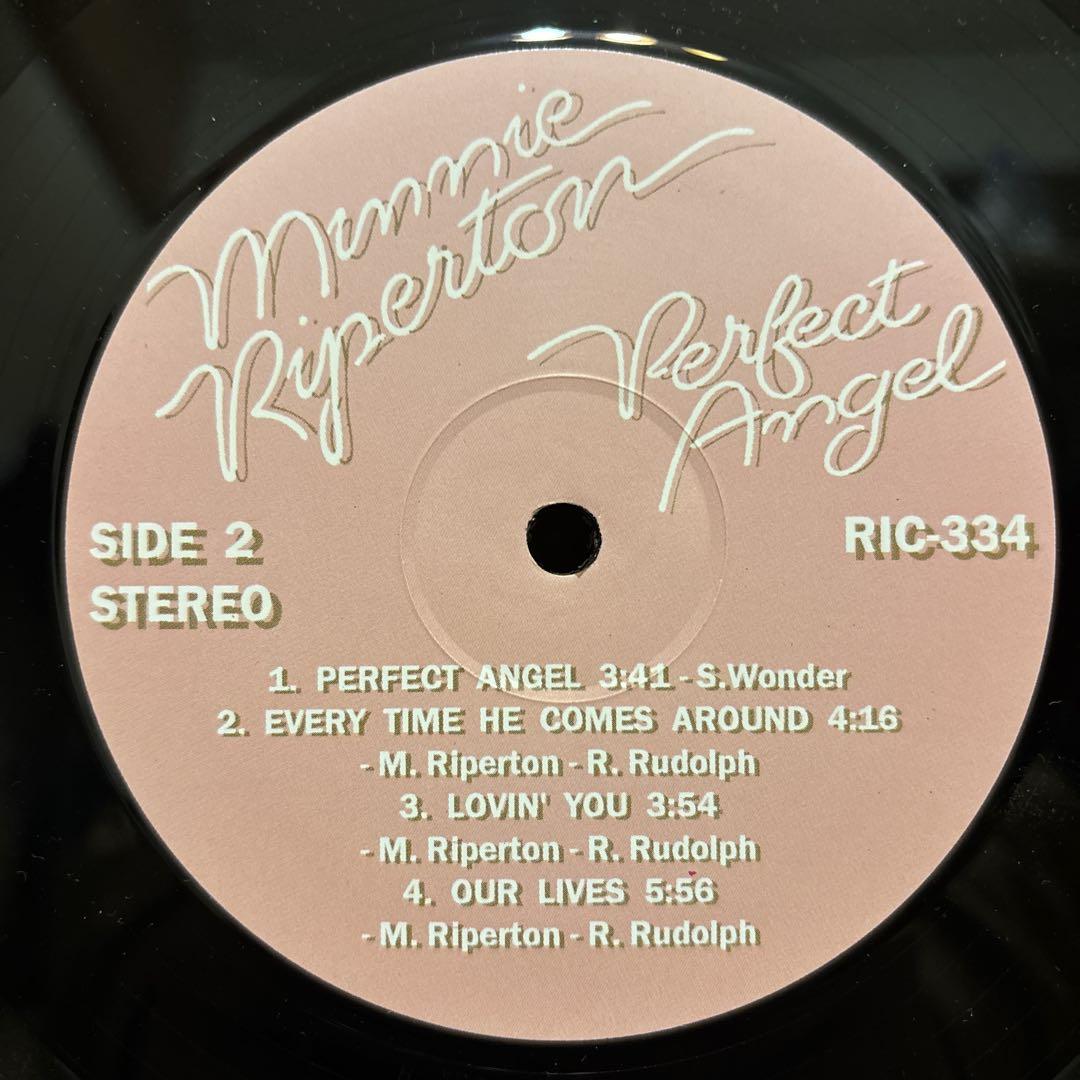 Minnie
Riperton
Perfect
Angel
SIDE 2
STEREO
RIC-334
1. PERFECT ANGEL 3:41 - S.Wonder
2. EVERY TIME HE COMES AROUND 4:16
- M. Riperton - R. Rudolph
3. LOVIN' YOU 3:54
- M. Riperton - R. Rudolph
4. OUR LIVES 5:56
- M. Riperton - R. Rudolph